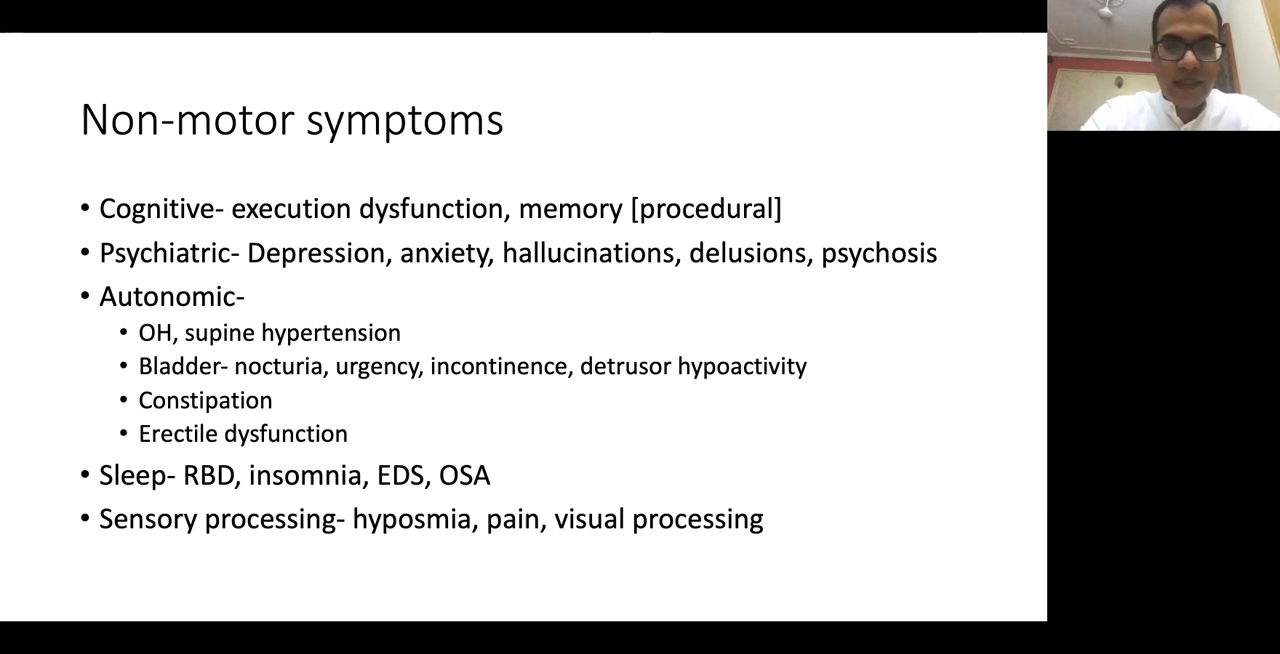 Non-motor symptoms
• Cognitive- execution dysfunction, memory [procedural]
• Psychiatric- Depression, anxiety, hallucinations, delusions, psychosis
• Autonomic-
• OH, supine hypertension
• Bladder- nocturia, urgency, incontinence, detrusor hypoactivity
• Constipation
• Erectile dysfunction
• Sleep- RBD, insomnia, EDS, OSA
• Sensory processing- hyposmia, pain, visual processing